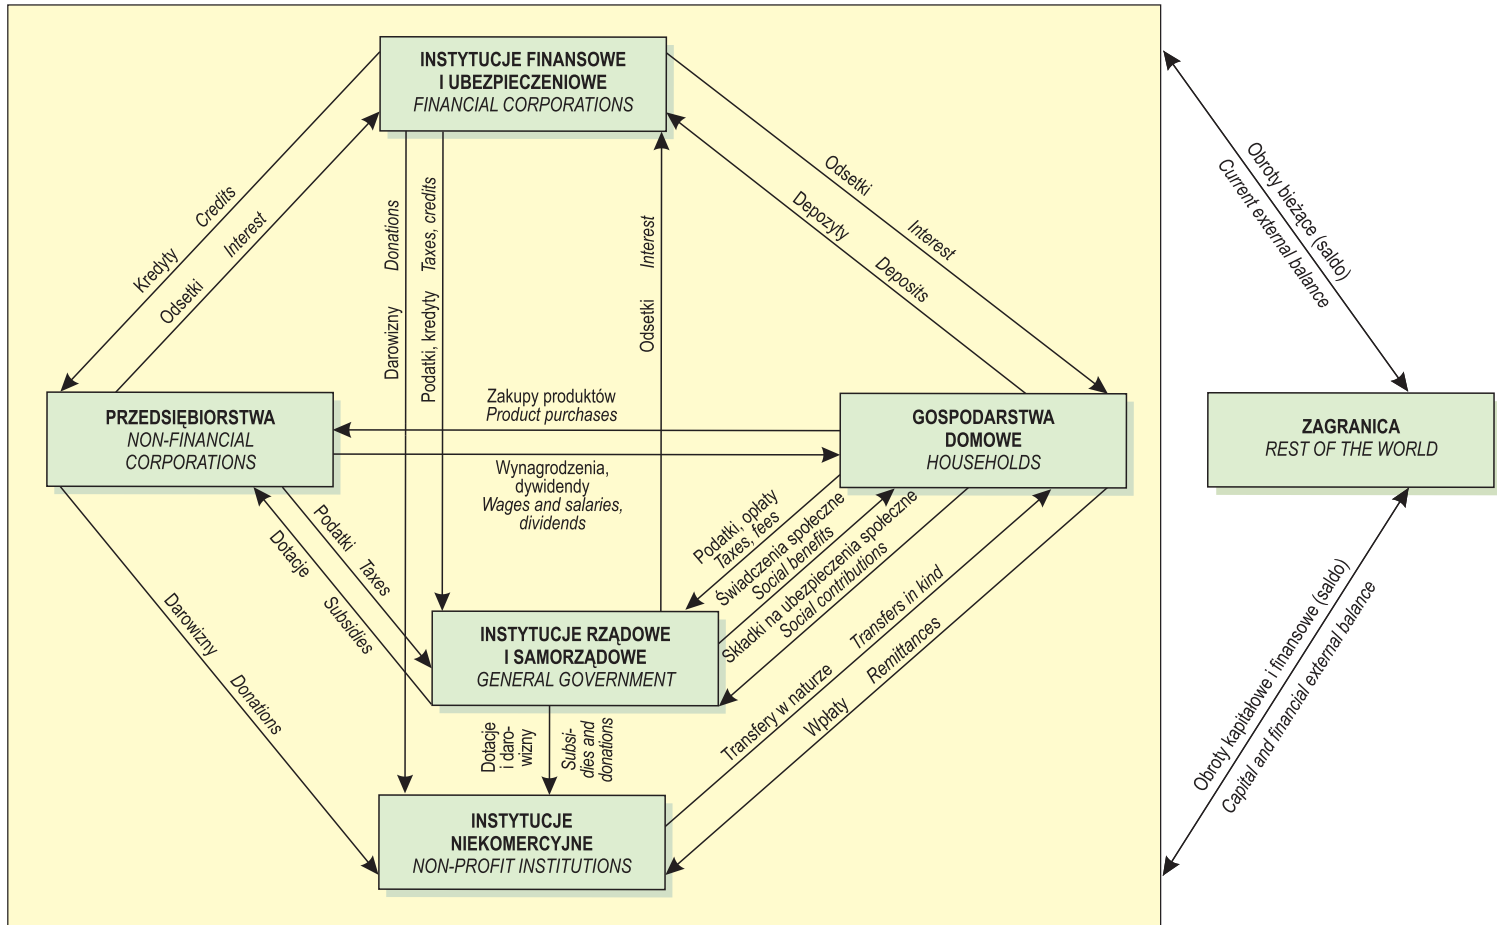 INSTYTUCJE FINANSOWE
I UBEZPIECZENIOWE
FINANCIAL CORPORATIONS
Kredyty Credits
Odsetki Interest
Darowizny Donations
Podatki, kredyty Taxes, credits
Odsetki Interest
Odsetki Interest
Depozyty Deposits
Obroty bieżące (saldo)
Current external balance
PRZEDSIĘBIORSTWA
NON-FINANCIAL
CORPORATIONS
Zakupy produktów
Product purchases
Wynagrodzenia,
dywidendy
Wages and salaries,
dividends
GOSPODARSTWA
DOMOWE
HOUSEHOLDS
ZAGRANICA
REST OF THE WORLD
Podatki Taxes
Dotacje Subsidies
Darowizny Donations
Podatki, opłaty
Taxes, fees
Świadczenia społeczne
Social benefits
Składki na ubezpieczenia społeczne
Social contributions
Transfery w naturze Transfers in kind
Wpłaty Remittances
Obroty kapitałowe i finansowe (saldo)
Capital and financial external balance
INSTYTUCJE RZĄDOWE
I SAMORZĄDOWE
GENERAL GOVERNMENT
Dotacje
i daro-
wizny
Subsi-
dies and
donations
INSTYTUCJE
NIEKOMERCYJNE
NON-PROFIT INSTITUTIONS